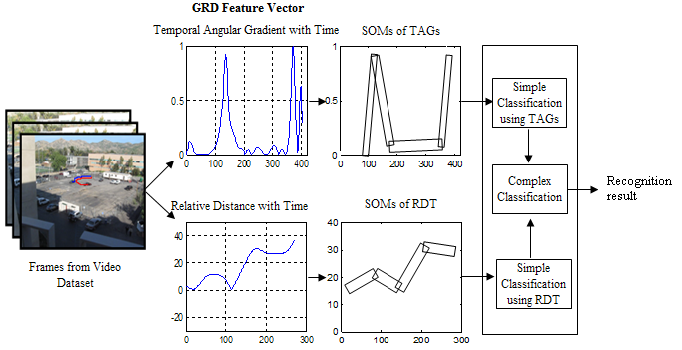 GRD Feature Vector
Temporal Angular Gradient with Time
SOMs of TAGs
1
0.5
0
0 100 200 300 400
1
0.5
0
0 100 200 300 400
Simple
Classification
using TAGs
Complex
Classification
Recognition
result
Relative Distance with Time
SOMs of RDT
40
20
0
-20
0 100 200 300
40
30
20
10
0
0 100 200 300
Simple
Classification
using RDT
Frames from Video
Dataset